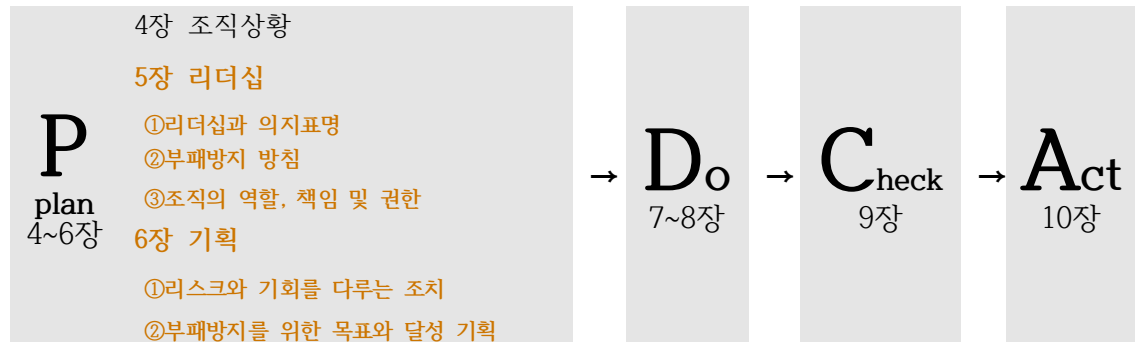 4장 조직상황
5장 리더십
①리더십과 의지표명
②부패방지 방침
③조직의 역할, 책임 및 권한
6장 기획
①리스크와 기회를 다루는 조치
②부패방지를 위한 목표와 달성 기획
P
plan
4~6장
→
Do
7~8장
→
Check
9장
→
Act
10장